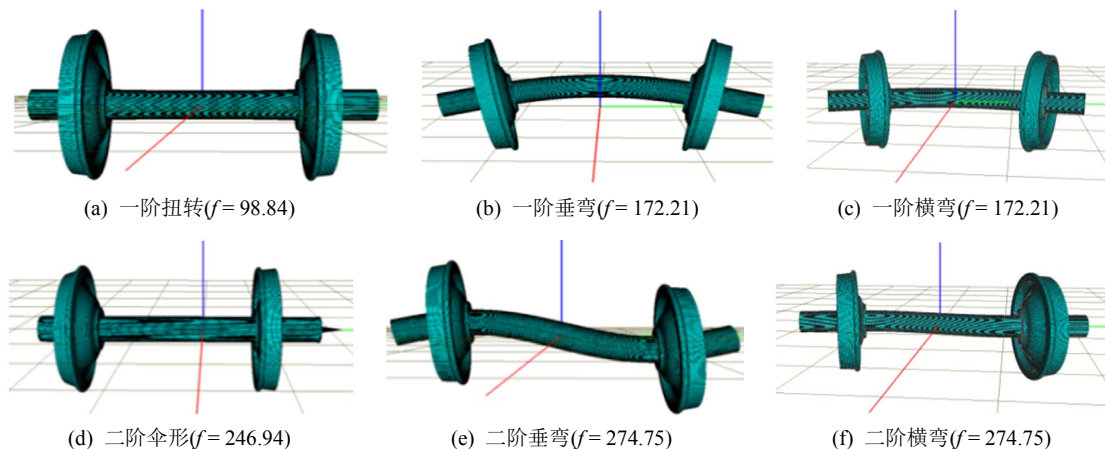 (a) 一阶扭转(f = 98.84)
(b) 一阶垂弯(f = 172.21)
(c) 一阶横弯(f = 172.21)
(d) 二阶伞形(f = 246.94)
(e) 二阶垂弯(f = 274.75)
(f) 二阶横弯(f = 274.75)